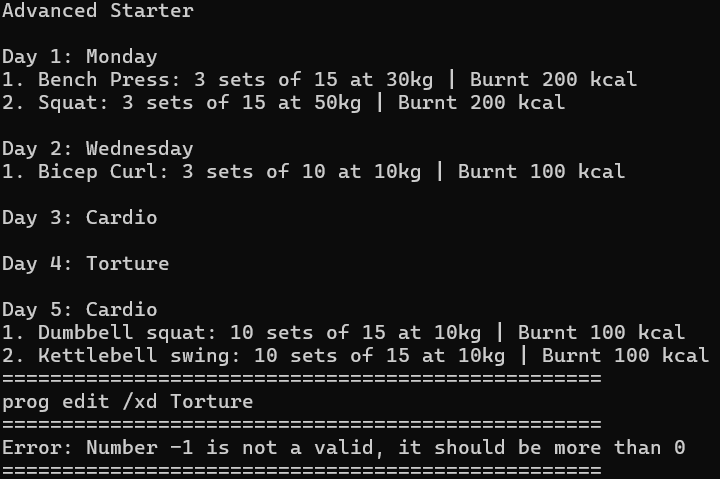 Advanced Starter
Day 1: Monday
1. Bench Press: 3 sets of 15 at 30kg | Burnt 200 kcal
2. Squat: 3 sets of 15 at 50kg | Burnt 200 kcal
Day 2: Wednesday
1. Bicep Curl: 3 sets of 10 at 10kg | Burnt 100 kcal
Day 3: Cardio
Day 4: Torture
Day 5: Cardio
1. Dumbbell squat: 10 sets of 15 at 10kg | Burnt 100 kcal
2. Kettlebell swing: 10 sets of 15 at 10kg | Burnt 100 kcal
==================================================
prog edit /xd Torture
==================================================
Error: Number -1 is not a valid, it should be more than 0
==================================================